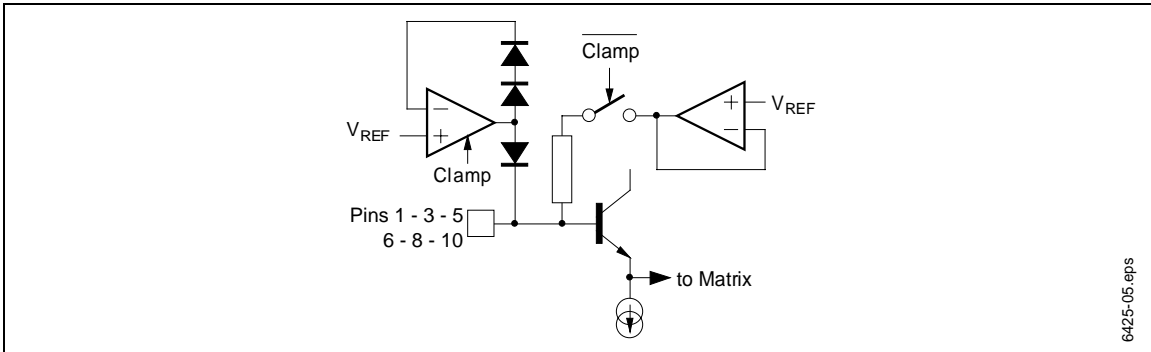 Clamp
V_REF
V_REF
Clamp
Pins 1 - 3 - 5
6 - 8 - 10
to Matrix
6425-05.eps